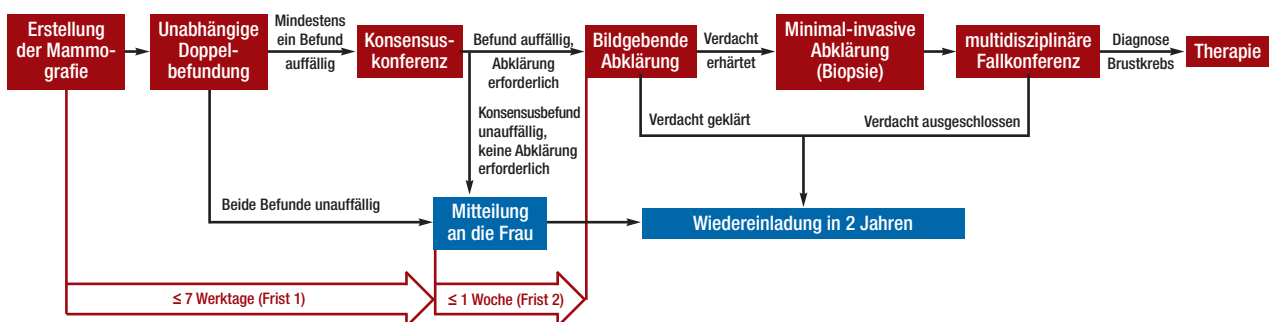 Erstellung
der Mammo-
grafie
Unabhängige
Doppel-
befundung
Mindestens
ein Befund
auffällig
Konsensus-
konferenz
Befund auffällig,
Abklärung
erforderlich
Bildgebende
Abklärung
Verdacht
erhärtet
Minimal-invasive
Abklärung
(Biopsie)
multidisziplinäre
Fallkonferenz
Diagnose
Brustkrebs
Therapie
Konsensusbefund
unauffällig,
keine Abklärung
erforderlich
Verdacht geklärt
Verdacht ausgeschlossen
Beide Befunde unauffällig
Mitteilung
an die Frau
Wiedereinladung in 2 Jahren
≤ 7 Werktage (Frist 1)
≤ 1 Woche (Frist 2)